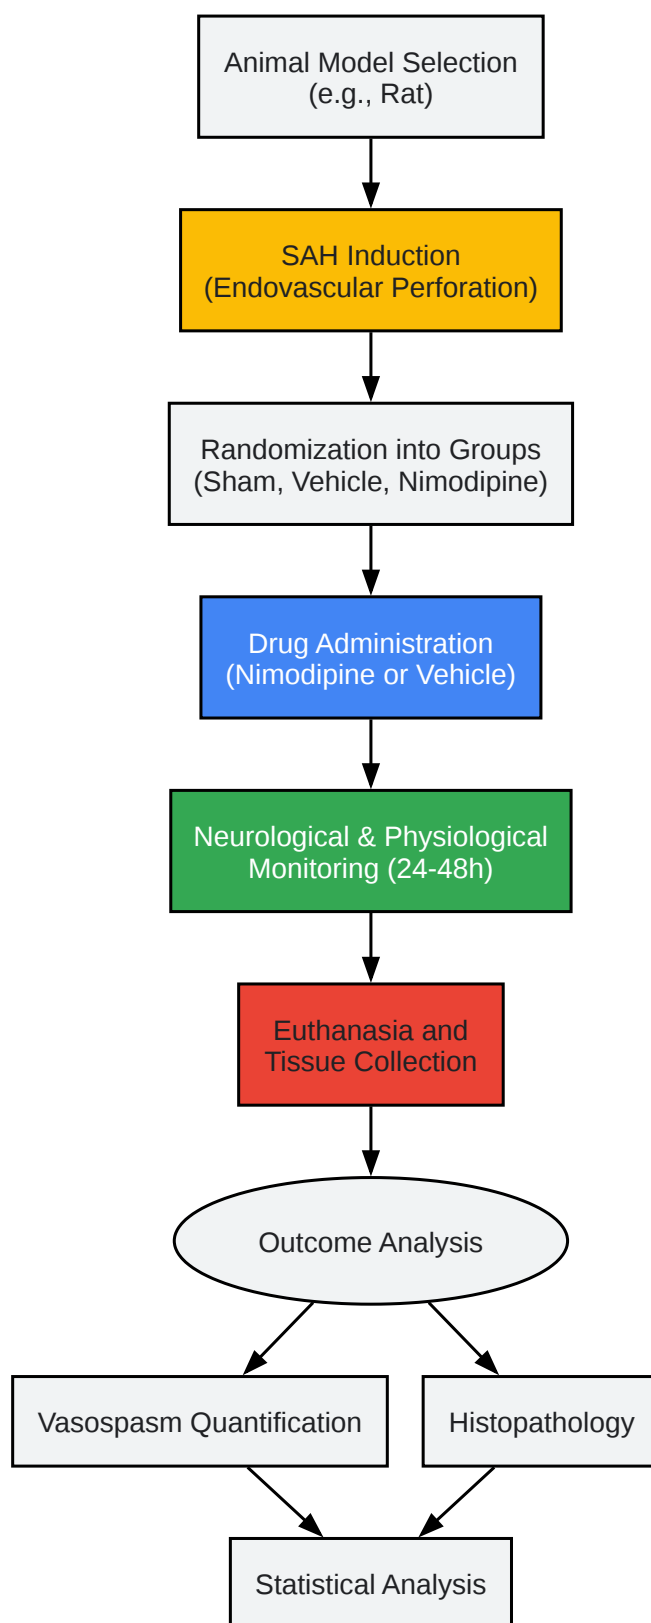 Animal Model Selection
(e.g., Rat)
SAH Induction
(Endovascular Perforation)
Randomization into Groups
(Sham, Vehicle, Nimodipine)
Drug Administration
(Nimodipine or Vehicle)
Neurological & Physiological
Monitoring (24-48h)
Euthanasia and
Tissue Collection
Outcome Analysis
Vasospasm Quantification
Histopathology
Statistical Analysis